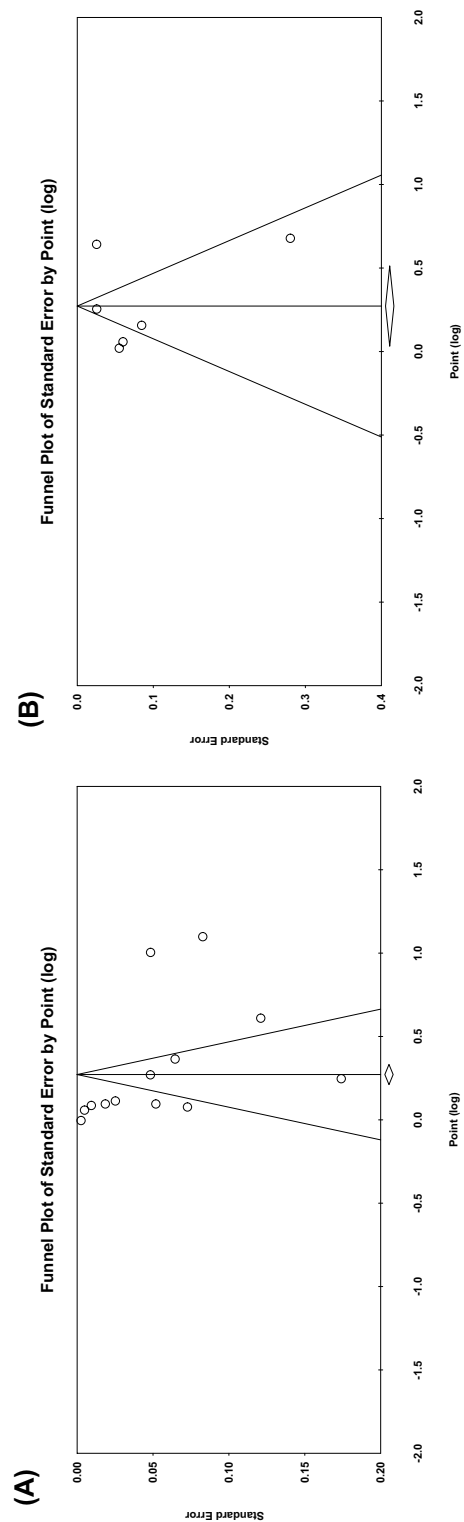 (A)
Funnel Plot of Standard Error by Point (log)
Standard Error
0.00
0.05
0.10
0.15
0.20
-2.0 -1.5 -1.0 -0.5 0.0 0.5 1.0 1.5 2.0
Point (log)
(B)
Funnel Plot of Standard Error by Point (log)
Standard Error
0.0
0.1
0.2
0.3
0.4
-2.0 -1.5 -1.0 -0.5 0.0 0.5 1.0 1.5 2.0
Point (log)